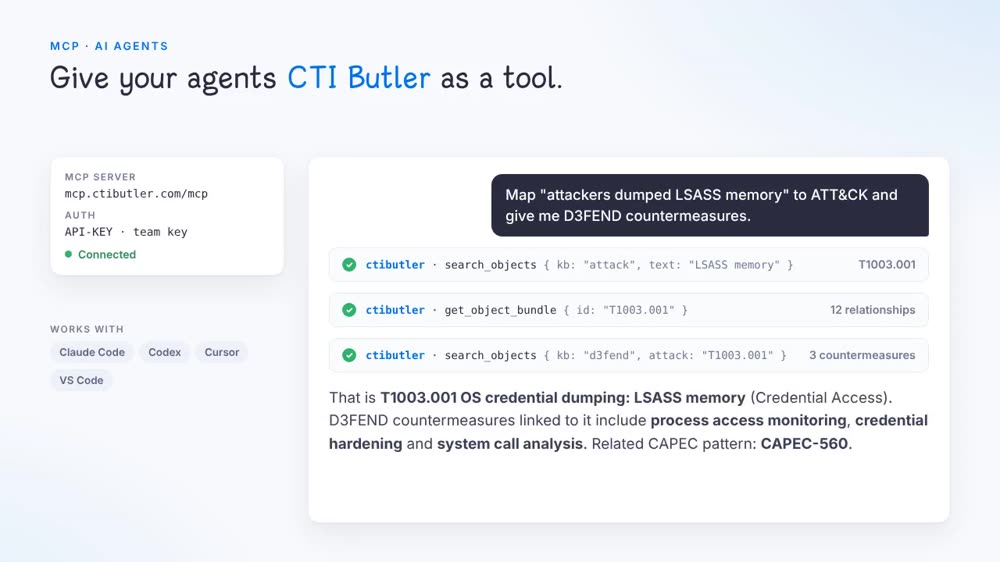 MCP · AI AGENTS
Give your agents CTI Butler as a tool.
MCP SERVER
mcp.ctibutler.com/mcp
AUTH
API-KEY · team key
Connected
WORKS WITH
Claude Code
Codex
Cursor
VS Code
Map "attackers dumped LSASS memory" to ATT&CK and
give me D3FEND countermeasures.
ctibutler · search_objects { kb: "attack", text: "LSASS memory" } T1003.001
ctibutler · get_object_bundle { id: "T1003.001" } 12 relationships
ctibutler · search_objects { kb: "d3fend", attack: "T1003.001" } 3 countermeasures
That is T1003.001 OS credential dumping: LSASS memory (Credential Access).
D3FEND countermeasures linked to it include process access monitoring, credential
hardening and system call analysis. Related CAPEC pattern: CAPEC-560.